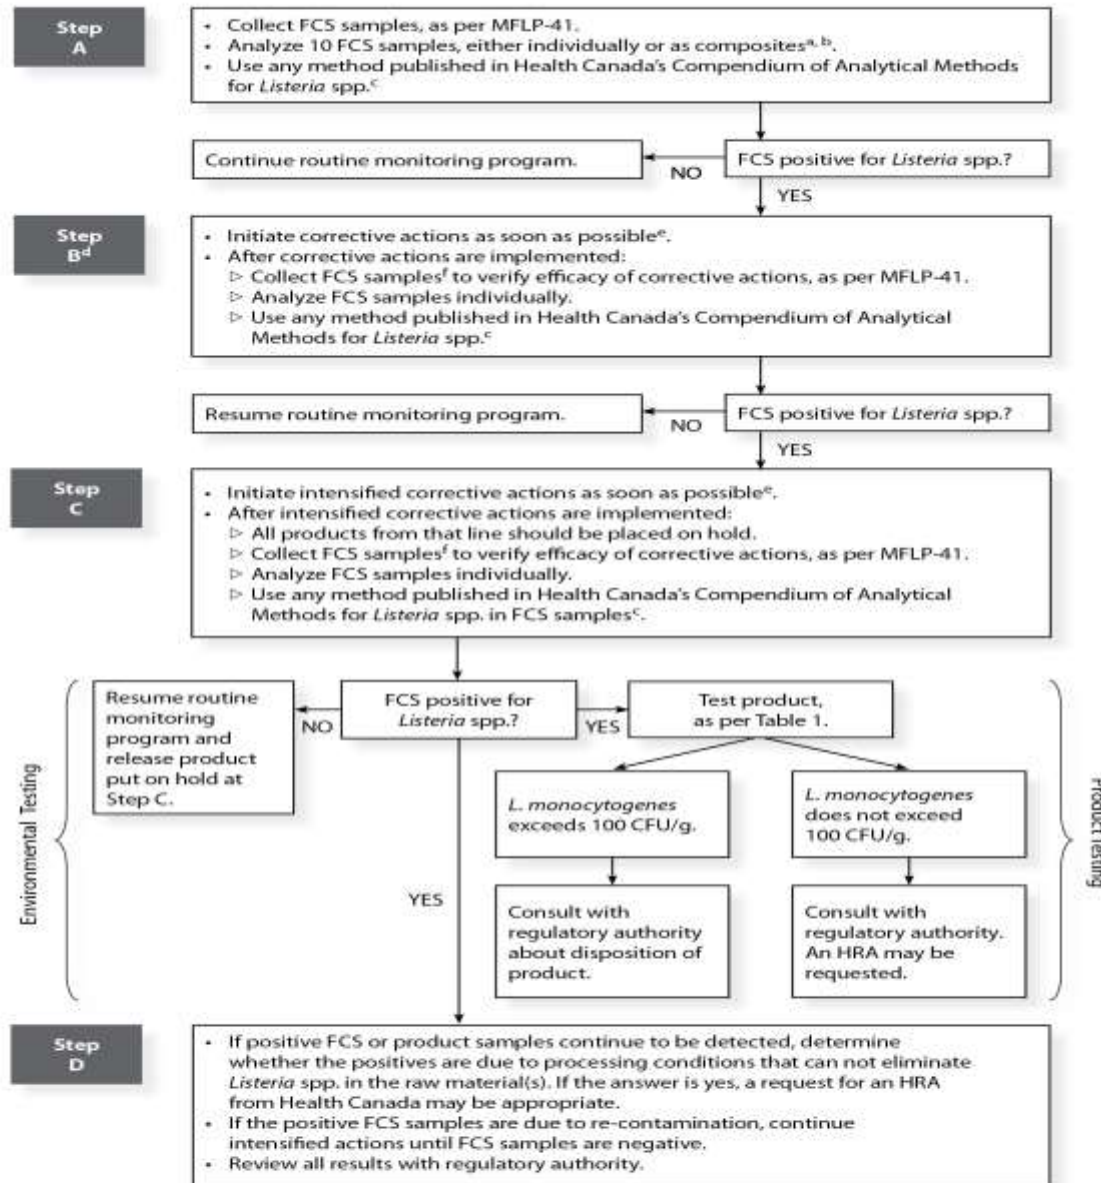 Step
A
• Collect FCS samples, as per MFLP-41.
• Analyze 10 FCS samples, either individually or as composites^a, b.
• Use any method published in Health Canada's Compendium of Analytical Methods
for Listeria spp.^c
Continue routine monitoring program.
NO
FCS positive for Listeria spp.?
YES
Step
B^d
• Initiate corrective actions as soon as possible^e.
• After corrective actions are implemented:
▷ Collect FCS samples^f to verify efficacy of corrective actions, as per MFLP-41.
▷ Analyze FCS samples individually.
▷ Use any method published in Health Canada's Compendium of Analytical
Methods for Listeria spp.^c
Resume routine monitoring program.
NO
FCS positive for Listeria spp.?
YES
Step
C
• Initiate intensified corrective actions as soon as possible^e.
• After intensified corrective actions are implemented:
▷ All products from that line should be placed on hold.
▷ Collect FCS samples^f to verify efficacy of corrective actions, as per MFLP-41.
▷ Analyze FCS samples individually.
▷ Use any method published in Health Canada's Compendium of Analytical
Methods for Listeria spp. in FCS samples^c.
Environmental Testing
Resume routine
monitoring
program and
release product
put on hold at
Step C.
NO
FCS positive for
Listeria spp.?
YES
Test product,
as per Table 1.
L. monocytogenes
exceeds 100 CFU/g.
L. monocytogenes
does not exceed
100 CFU/g.
YES
Consult with
regulatory authority
about disposition of
product.
Consult with
regulatory authority.
An HRA may be
requested.
Product Testing
Step
D
• If positive FCS or product samples continue to be detected, determine
whether the positives are due to processing conditions that can not eliminate
Listeria spp. in the raw material(s). If the answer is yes, a request for an HRA
from Health Canada may be appropriate.
• If the positive FCS samples are due to re-contamination, continue
intensified actions until FCS samples are negative.
• Review all results with regulatory authority.